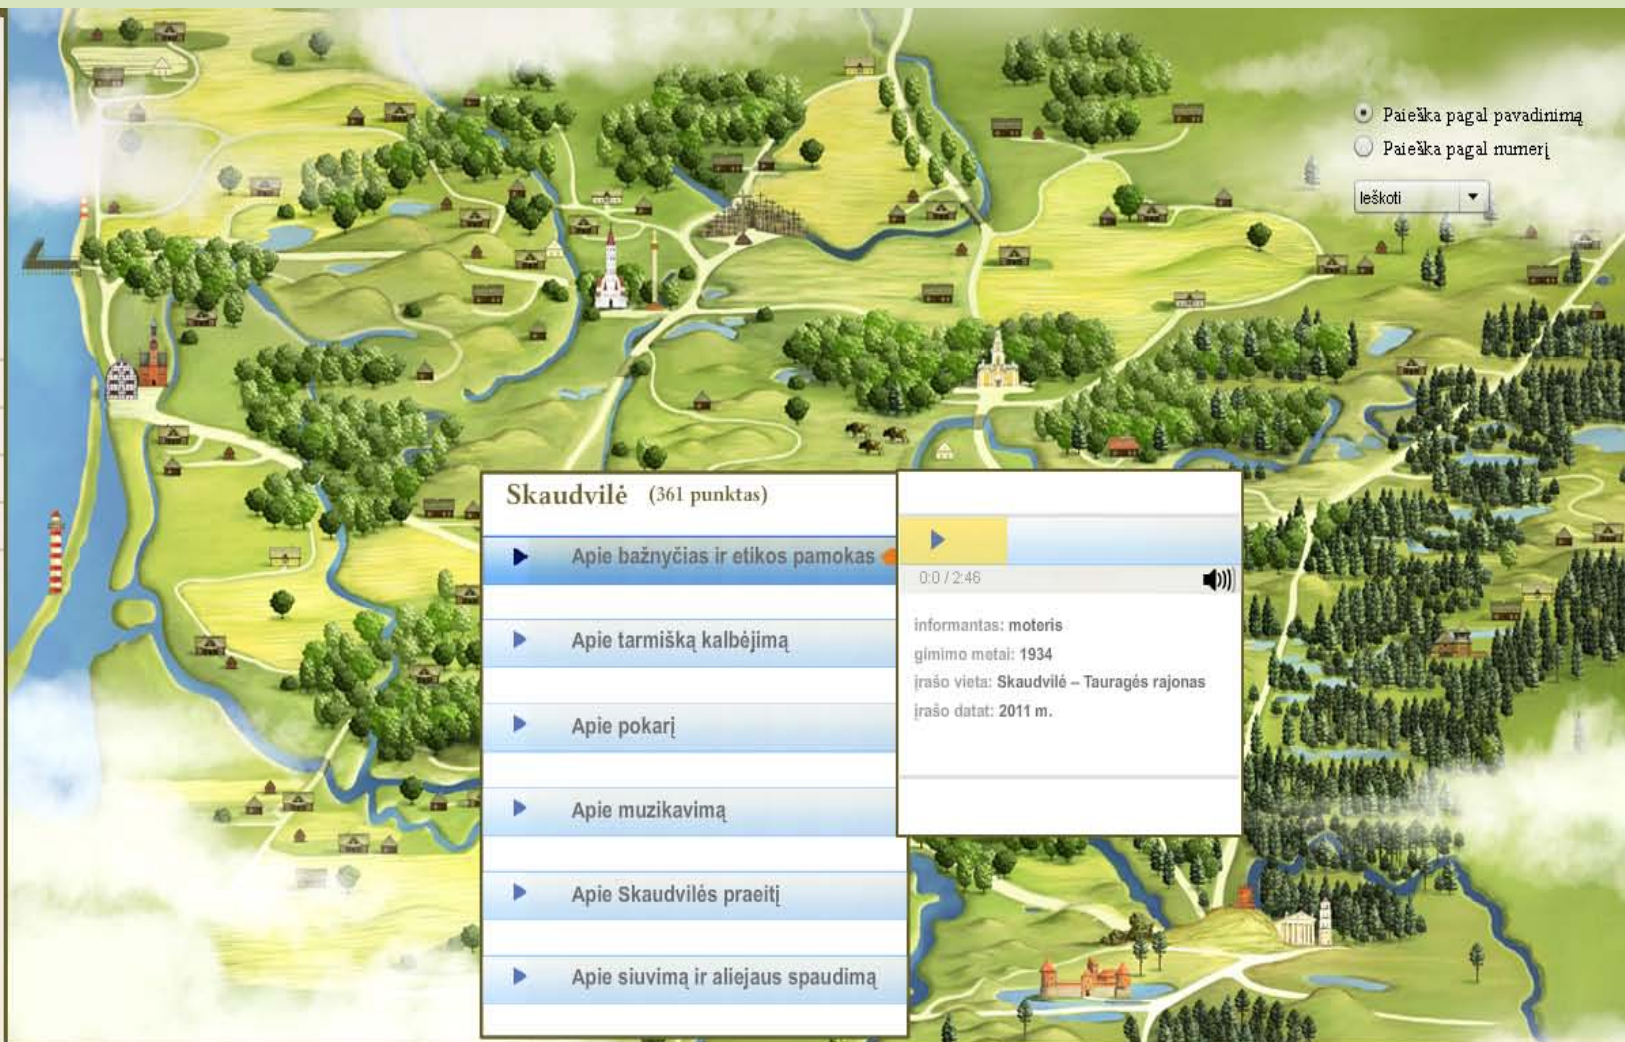 Paieška pagal pavadinimą
Paieška pagal numerį
Ieškoti
Skaudvilė (361 punktas)
Apie bažnyčias ir etikos pamokas
Apie tarmišką kalbėjimą
Apie pokarį
Apie muzikavimą
Apie Skaudvilės praeitį
Apie siuvimą ir aliejaus spaudimą
0:0 / 2:46
informantas: moteris
gimimo metai: 1934
įrašo vieta: Skaudvilė – Tauragės rajonas
įrašo datat: 2011 m.